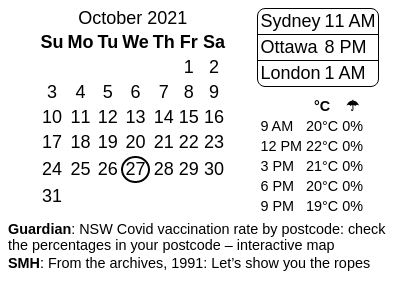 October 2021
Su Mo Tu We Th Fr Sa
1 2
3 4 5 6 7 8 9
10 11 12 13 14 15 16
17 18 19 20 21 22 23
24 25 26 27 28 29 30
31
Sydney 11 AM
Ottawa 8 PM
London 1 AM
°C ☂
9 AM 20°C 0%
12 PM 22°C 0%
3 PM 21°C 0%
6 PM 20°C 0%
9 PM 19°C 0%
Guardian: NSW Covid vaccination rate by postcode: check
the percentages in your postcode – interactive map
SMH: From the archives, 1991: Let’s show you the ropes